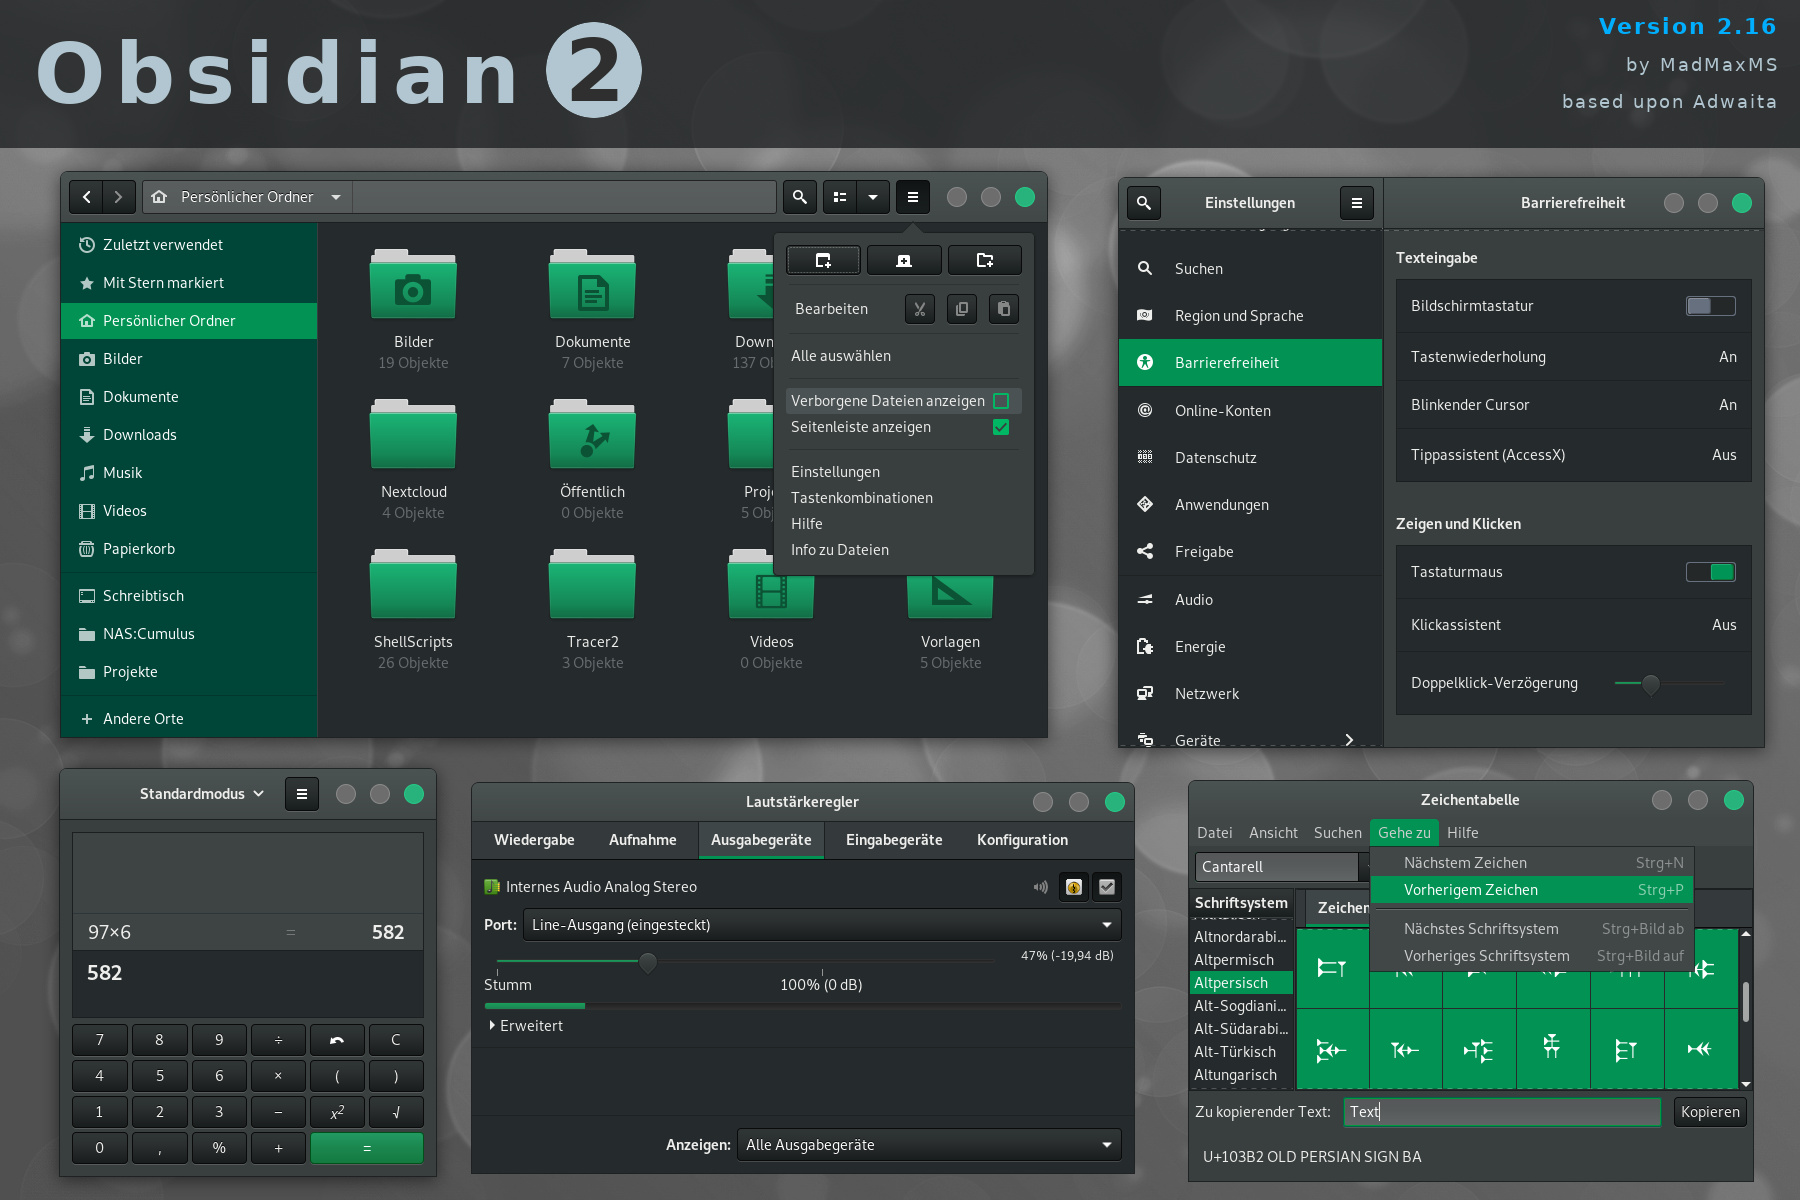 Obsidian 2
Version 2.16
by MadMaxMS
based upon Adwaita
Persönlicher Ordner
Zuletzt verwendet
Mit Stern markiert
Persönlicher Ordner
Bilder
Dokumente
Downloads
Musik
Videos
Papierkorb
Schreibtisch
NAS:Cumulus
Projekte
+ Andere Orte
Bilder
19 Objekte
Dokumente
7 Objekte
Down
137 Ob
Nextcloud
4 Objekte
Öffentlich
0 Objekte
Proj
5 Obj
ShellScripts
26 Objekte
Tracer2
3 Objekte
Videos
0 Objekte
Vorlagen
5 Objekte
Bearbeiten
Alle auswählen
Verborgene Dateien anzeigen
Seitenleiste anzeigen
Einstellungen
Tastenkombinationen
Hilfe
Info zu Dateien
Einstellungen
Suchen
Region und Sprache
Barrierefreiheit
Online-Konten
Datenschutz
Anwendungen
Freigabe
Audio
Energie
Netzwerk
Geräte
Barrierefreiheit
Texteingabe
Bildschirmtastatur
Tastenwiederholung An
Blinkender Cursor An
Tippassistent (AccessX) Aus
Zeigen und Klicken
Tastaturmaus
Klickassistent Aus
Doppelklick-Verzögerung
Standardmodus
97×6 = 582
582
7 8 9 ÷ C
4 5 6 × ( )
1 2 3 − x² √
0 , % + =
Lautstärkeregler
Wiedergabe Aufnahme Ausgabegeräte Eingabegeräte Konfiguration
Internes Audio Analog Stereo
Port: Line-Ausgang (eingesteckt)
47% (-19,94 dB)
Stumm 100% (0 dB)
Erweitert
Anzeigen: Alle Ausgabegeräte
Zeichentabelle
Datei Ansicht Suchen Gehe zu Hilfe
Cantarell
Nächstem Zeichen Strg+N
Vorherigem Zeichen Strg+P
Nächstes Schriftsystem Strg+Bild ab
Vorheriges Schriftsystem Strg+Bild auf
Schriftsystem
Zeichen
Altnordarabi...
Altpermisch
Altpersisch
Alt-Sogdiani...
Alt-Südarabi...
Alt-Türkisch
Altungarisch
Zu kopierender Text: Text Kopieren
U+103B2 OLD PERSIAN SIGN BA